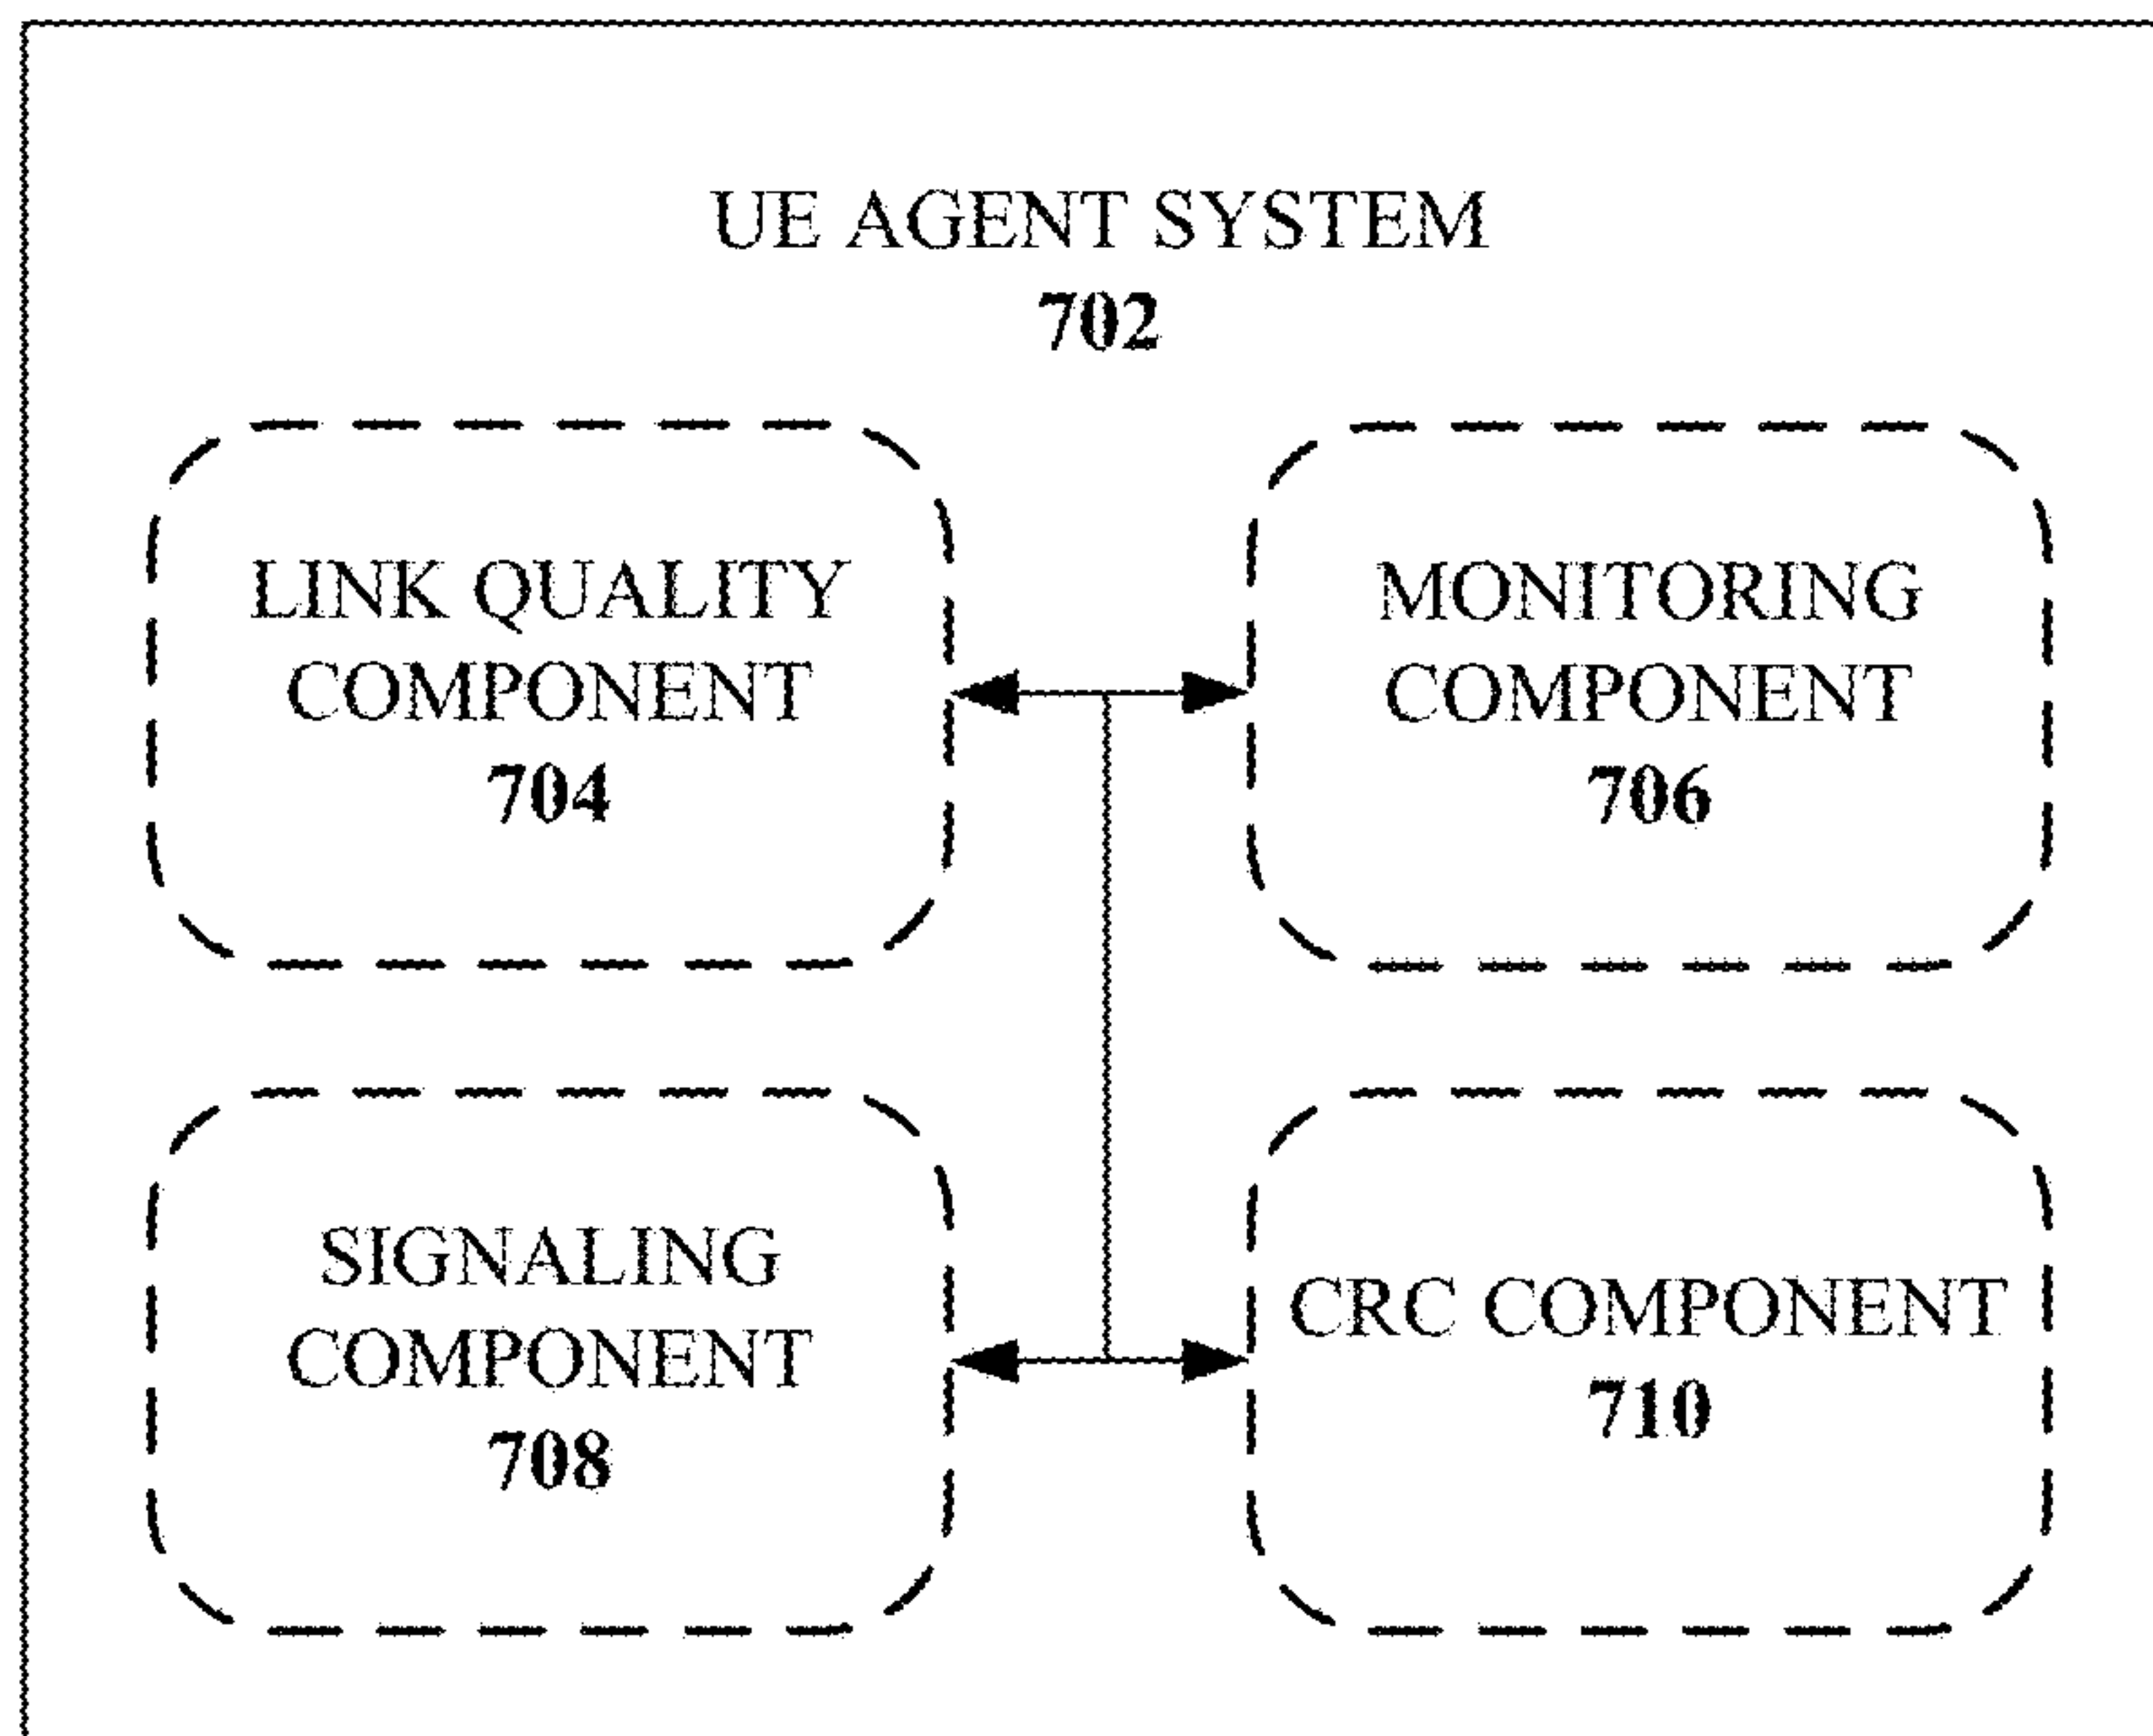 UE AGENT SYSTEM
702
LINK QUALITY
COMPONENT
704
MONITORING
COMPONENT
706
SIGNALING
COMPONENT
708
CRC COMPONENT
710